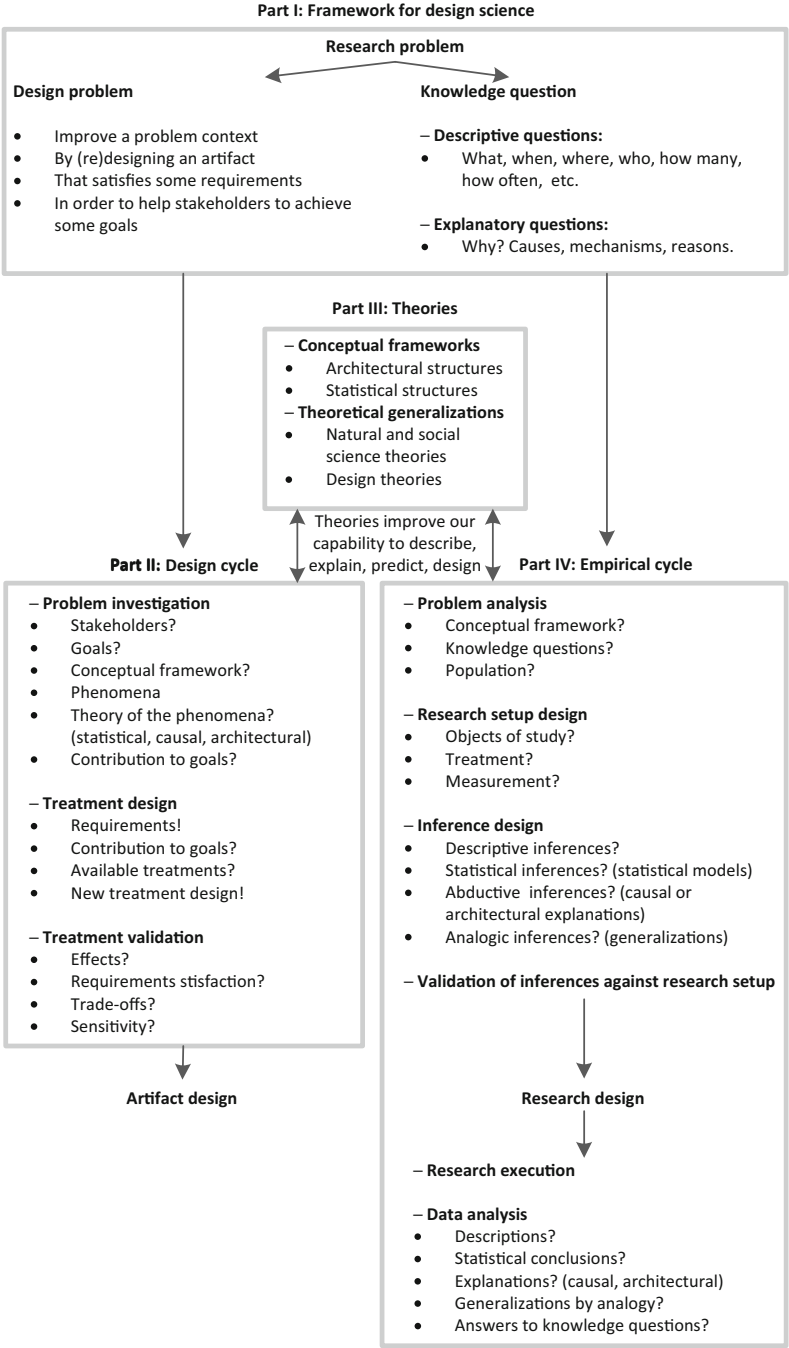 Part I: Framework for design science
Research problem
Design problem
• Improve a problem context
• By (re)designing an artifact
• That satisfies some requirements
• In order to help stakeholders to achieve
some goals
Knowledge question
– Descriptive questions:
• What, when, where, who, how many,
how often, etc.
– Explanatory questions:
• Why? Causes, mechanisms, reasons.
Part III: Theories
– Conceptual frameworks
• Architectural structures
• Statistical structures
– Theoretical generalizations
• Natural and social
science theories
• Design theories
Theories improve our
capability to describe,
explain, predict, design
Part II: Design cycle
– Problem investigation
• Stakeholders?
• Goals?
• Conceptual framework?
• Phenomena
• Theory of the phenomena?
(statistical, causal, architectural)
• Contribution to goals?
– Treatment design
• Requirements!
• Contribution to goals?
• Available treatments?
• New treatment design!
– Treatment validation
• Effects?
• Requirements stisfaction?
• Trade-offs?
• Sensitivity?
Artifact design
Part IV: Empirical cycle
– Problem analysis
• Conceptual framework?
• Knowledge questions?
• Population?
– Research setup design
• Objects of study?
• Treatment?
• Measurement?
– Inference design
• Descriptive inferences?
• Statistical inferences? (statistical models)
• Abductive inferences? (causal or
architectural explanations)
• Analogic inferences? (generalizations)
– Validation of inferences against research setup
Research design
– Research execution
– Data analysis
• Descriptions?
• Statistical conclusions?
• Explanations? (causal, architectural)
• Generalizations by analogy?
• Answers to knowledge questions?